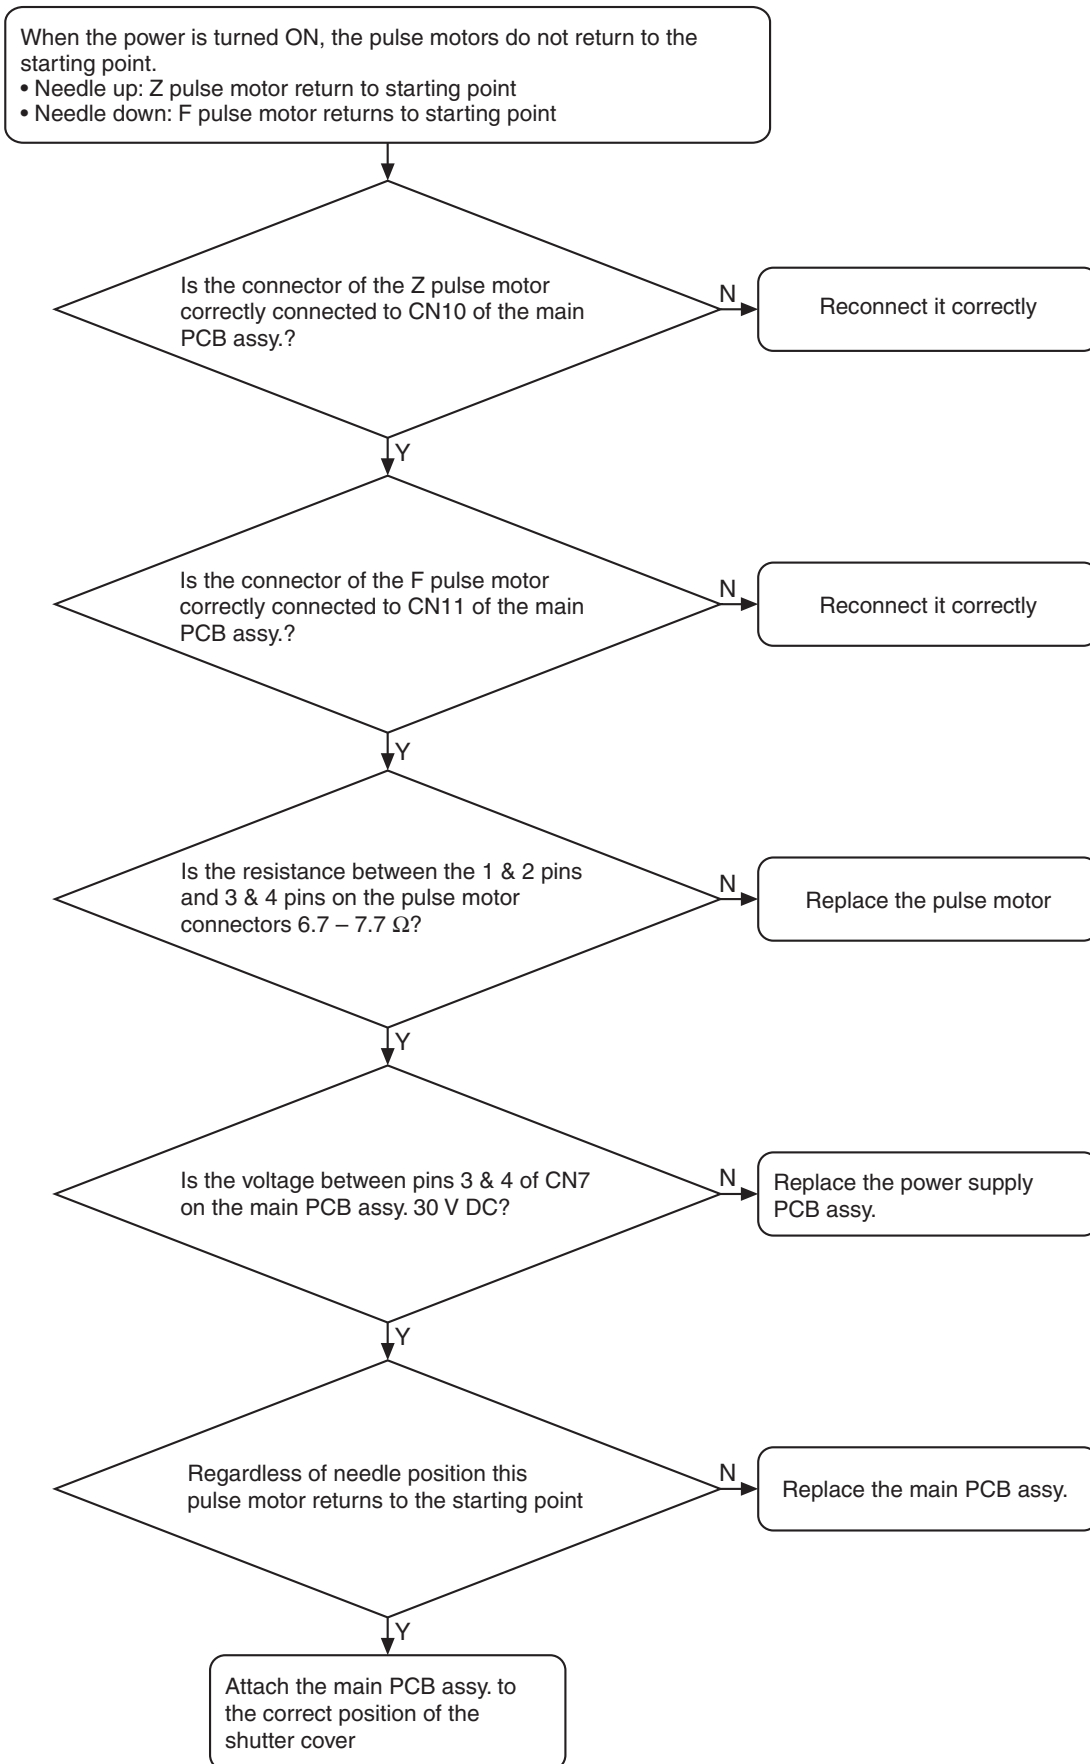 When the power is turned ON, the pulse motors do not return to the
starting point.
• Needle up: Z pulse motor return to starting point
• Needle down: F pulse motor returns to starting point
Is the connector of the Z pulse motor
correctly connected to CN10 of the main
PCB assy.?
N
Reconnect it correctly
Y
Is the connector of the F pulse motor
correctly connected to CN11 of the main
PCB assy.?
N
Reconnect it correctly
Y
Is the resistance between the 1 & 2 pins
and 3 & 4 pins on the pulse motor
connectors 6.7 – 7.7 Ω?
N
Replace the pulse motor
Y
Is the voltage between pins 3 & 4 of CN7
on the main PCB assy. 30 V DC?
N
Replace the power supply
PCB assy.
Y
Regardless of needle position this
pulse motor returns to the starting point
N
Replace the main PCB assy.
Y
Attach the main PCB assy. to
the correct position of the
shutter cover